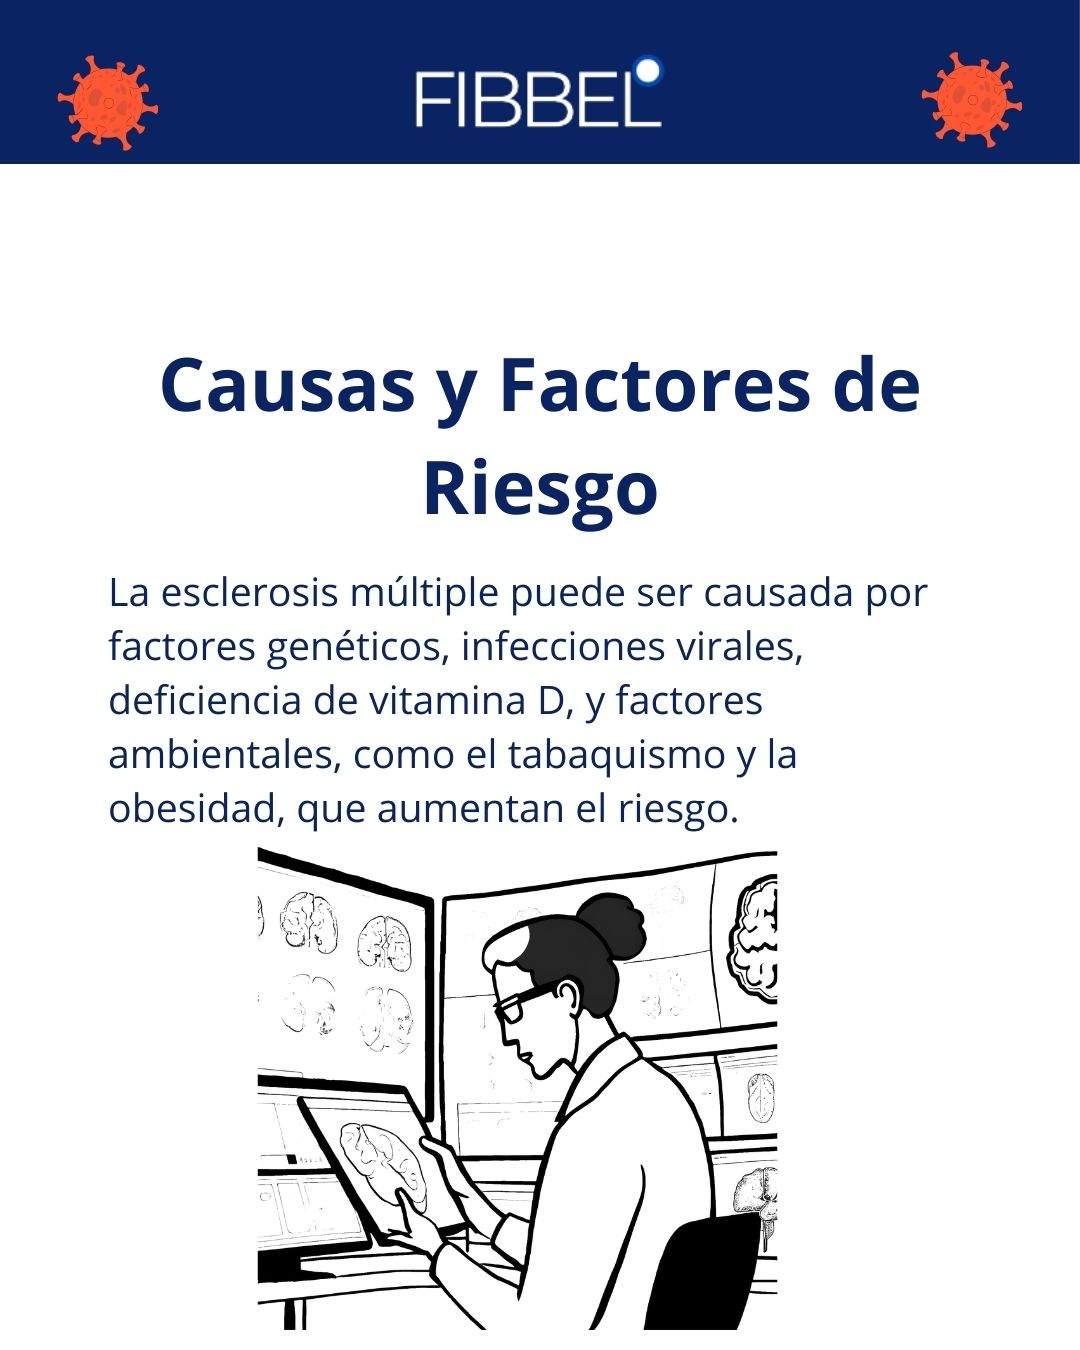 FIBBEL
Causas y Factores de
Riesgo
La esclerosis múltiple puede ser causada por
factores genéticos, infecciones virales,
deficiencia de vitamina D, y factores
ambientales, como el tabaquismo y la
obesidad, que aumentan el riesgo.